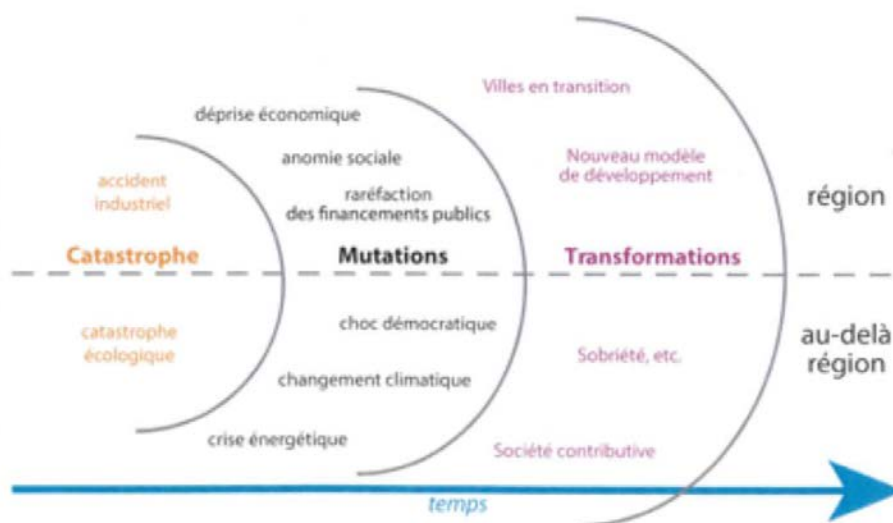 Villes en transition
déprise économique
anomie sociale
Nouveau modèle
de développement
accident
industriel
raréfaction
des financements publics
région
Catastrophe
Mutations
Transformations
choc démocratique
catastrophe
écologique
au-delà
région
Sobriété, etc.
changement climatique
crise énergétique
Société contributive
temps